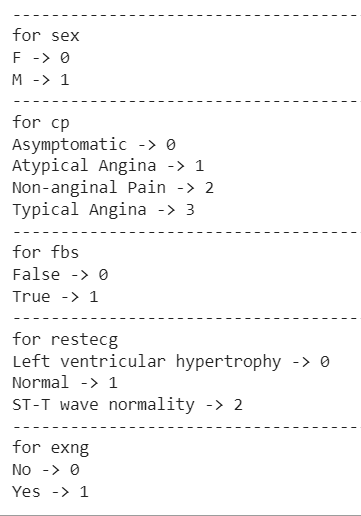 ------------------------------------
for sex
F -> 0
M -> 1
------------------------------------
for cp
Asymptomatic -> 0
Atypical Angina -> 1
Non-anginal Pain -> 2
Typical Angina -> 3
------------------------------------
for fbs
False -> 0
True -> 1
------------------------------------
for restecg
Left ventricular hypertrophy -> 0
Normal -> 1
ST-T wave normality -> 2
------------------------------------
for exng
No -> 0
Yes -> 1